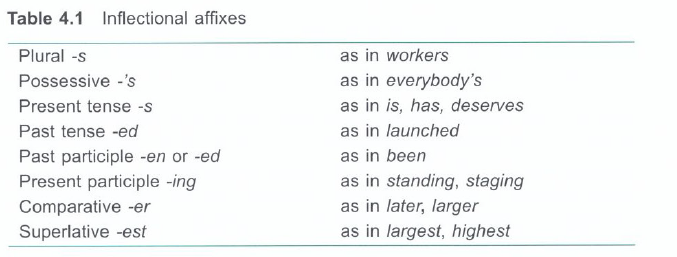 Table 4.1 Inflectional affixes
Plural -s as in workers
Possessive -'s as in everybody's
Present tense -s as in is, has, deserves
Past tense -ed as in launched
Past participle -en or -ed as in been
Present participle -ing as in standing, staging
Comparative -er as in later, larger
Superlative -est as in largest, highest